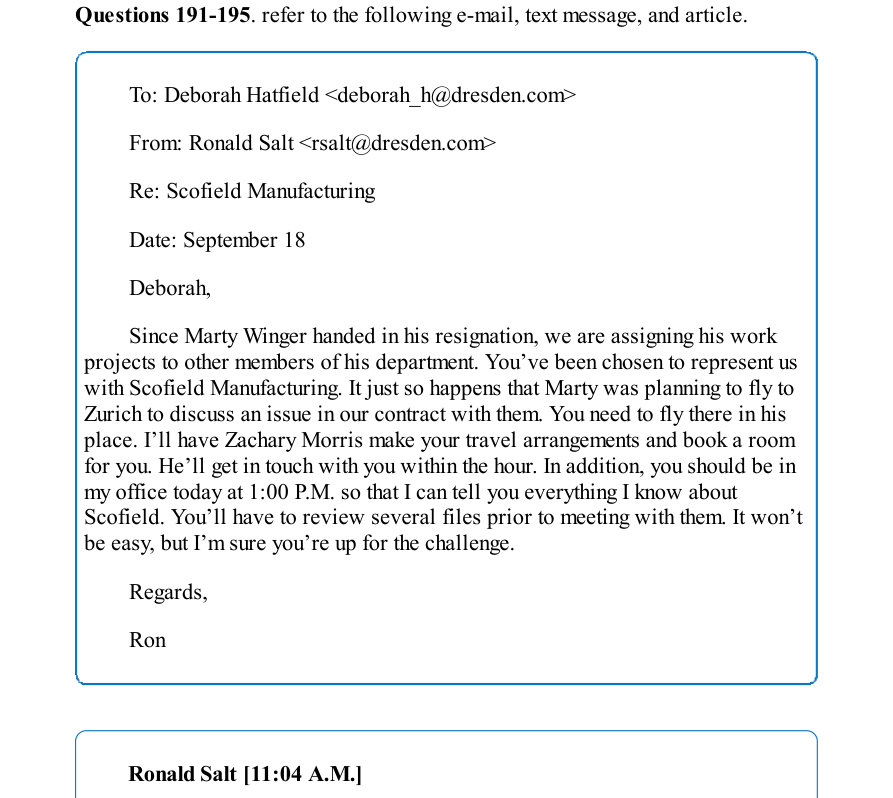 Questions 191-195. refer to the following e-mail, text message, and article.
To: Deborah Hatfield <deborah_h@dresden.com>
From: Ronald Salt <rsalt@dresden.com>
Re: Scofield Manufacturing
Date: September 18
Deborah,
Since Marty Winger handed in his resignation, we are assigning his work
projects to other members of his department. You’ve been chosen to represent us
with Scofield Manufacturing. It just so happens that Marty was planning to fly to
Zurich to discuss an issue in our contract with them. You need to fly there in his
place. I’ll have Zachary Morris make your travel arrangements and book a room
for you. He’ll get in touch with you within the hour. In addition, you should be in
my office today at 1:00 P.M. so that I can tell you everything I know about
Scofield. You’ll have to review several files prior to meeting with them. It won’t
be easy, but I’m sure you’re up for the challenge.
Regards,
Ron
Ronald Salt [11:04 A.M.]